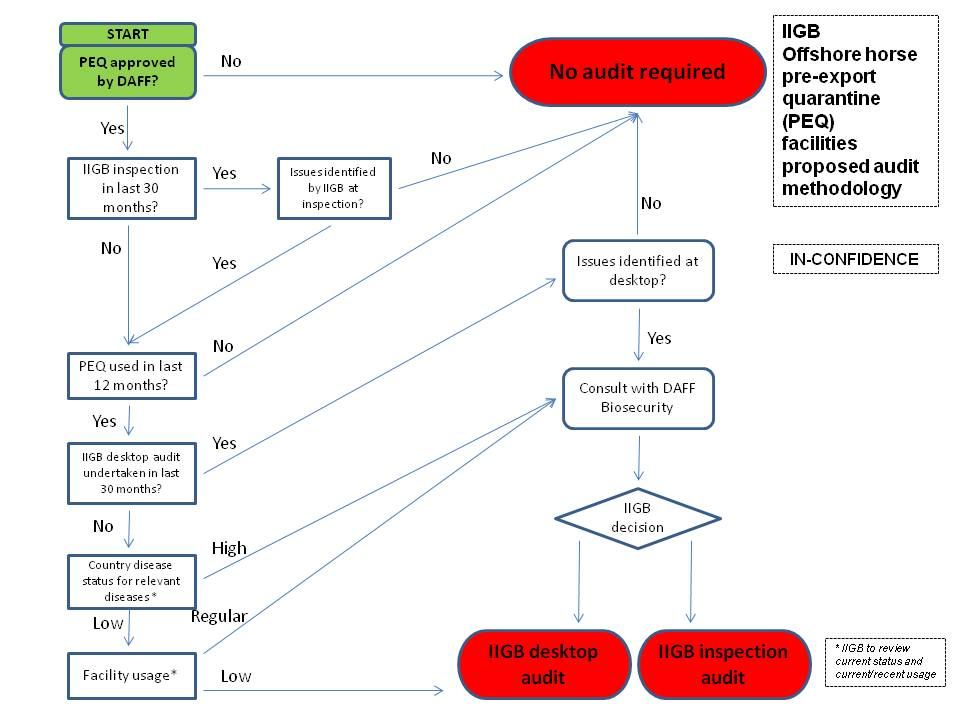 START
PEQ approved
by DAFF?
No
No audit required
IIGB
Offshore horse
pre-export
quarantine
(PEQ)
facilities
proposed audit
methodology
Yes
IIGB inspection
in last 30
months?
Yes
Issues identified
by IIGB at
inspection?
No
No
Yes
No
Issues identified at
desktop?
IN-CONFIDENCE
PEQ used in last
12 months?
No
Yes
Consult with DAFF
Biosecurity
Yes
IIGB desktop audit
undertaken in last
30 months?
Yes
No
IIGB
decision
Country disease
status for relevant
diseases*
High
Low
Regular
Facility usage*
Low
IIGB desktop
audit
IIGB inspection
audit
* IIGB to review
current status and
current/recent usage